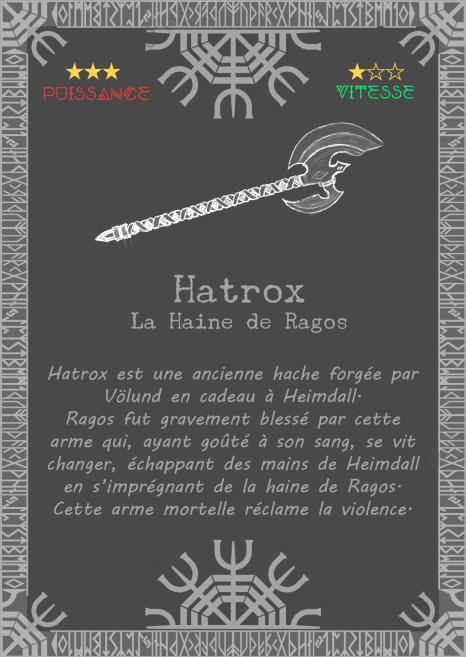 PUISSANCE
VITESSE
Hatrox
La Haine de Ragos
Hatrox est une ancienne hache forgée par
Völund en cadeau à Heimdall.
Ragos fut gravement blessé par cette
arme qui, ayant goûté à son sang, se vit
changer, échappant des mains de Heimdall
en s'imprégnant de la haine de Ragos.
Cette arme mortelle réclame la violence.